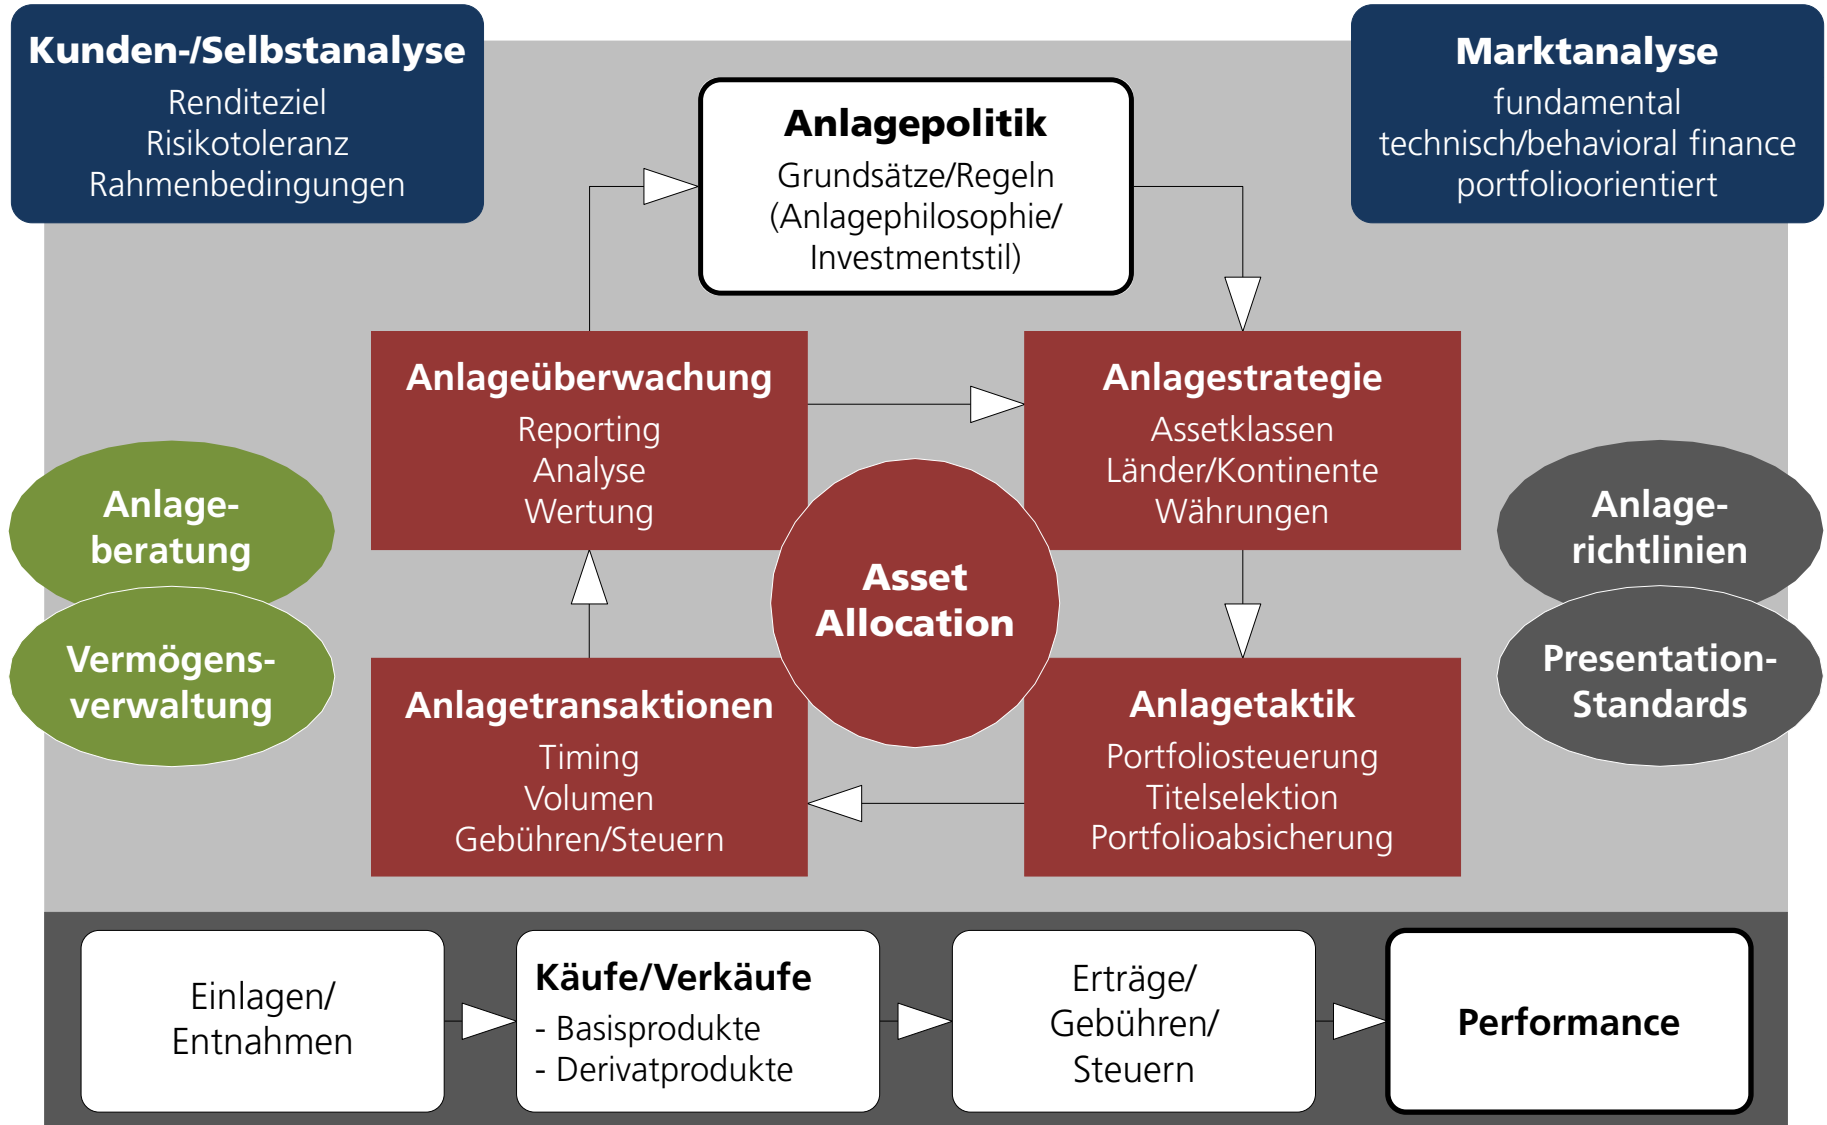 Kunden-/Selbstanalyse
Renditeziel
Risikotoleranz
Rahmenbedingungen
Anlagepolitik
Grundsätze/Regeln
(Anlagephilosophie/
Investmentstil)
Marktanalyse
fundamental
technisch/behavioral finance
portfolioorientiert
Anlageüberwachung
Reporting
Analyse
Wertung
Anlagestrategie
Assetklassen
Länder/Kontinente
Währungen
Anlage-
beratung
Vermögens-
verwaltung
Asset
Allocation
Anlage-
richtlinien
Presentation-
Standards
Anlagetransaktionen
Timing
Volumen
Gebühren/Steuern
Anlagetaktik
Portfoliosteuerung
Titelselektion
Portfolioabsicherung
Einlagen/
Entnahmen
Käufe/Verkäufe
- Basisprodukte
- Derivatprodukte
Erträge/
Gebühren/
Steuern
Performance